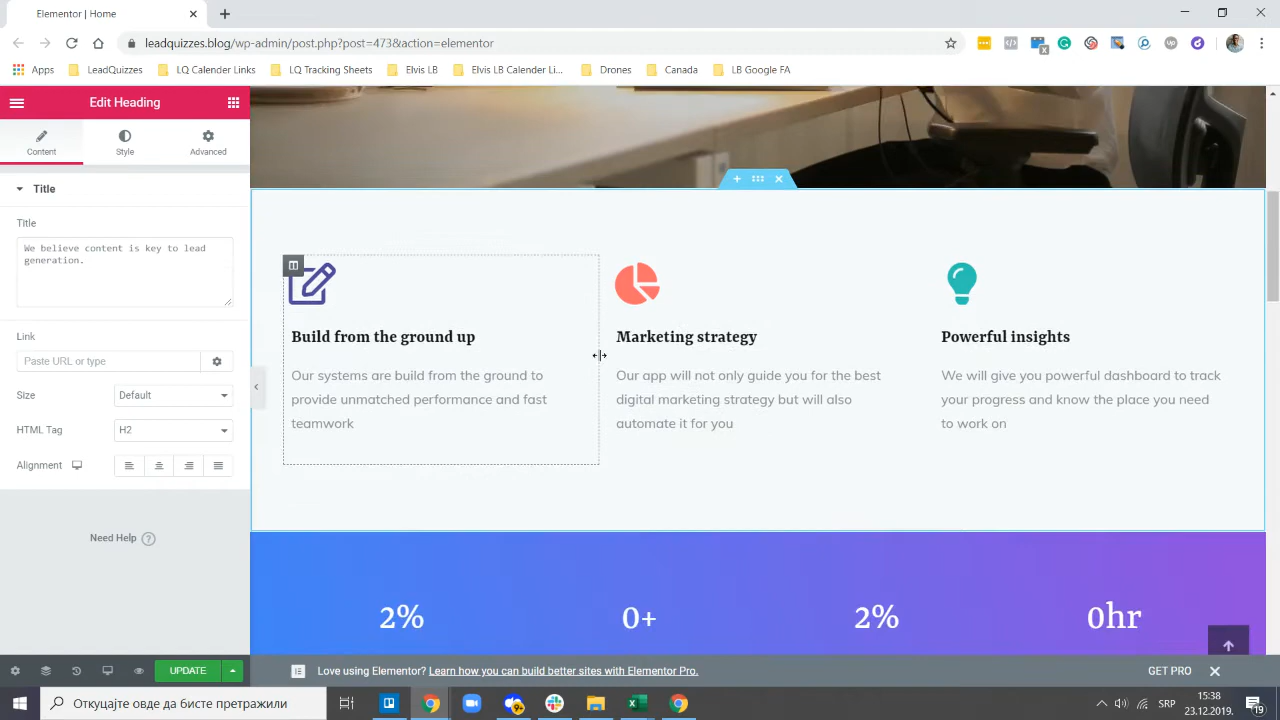 Elementor | Home
leadquizzes.blog/wp-admin/post.php?post=473&action=elementor
Apps
LeadQuizzes
LQ Calender Links
LQ Tracking Sheets
Elvis LB
Elvis LB Calender Li...
Drones
Canada
LB Google FA
Edit Heading
Content
Style
Advanced
Title
Title
We believe content is key to lead
generation.
Link
Paste URL or type
Size
Default
HTML Tag
H2
Alignment
Need Help
UPDATE
Build from the ground up
Our systems are build from the ground to
provide unmatched performance and fast
teamwork
Marketing strategy
Our app will not only guide you for the best
digital marketing strategy but will also
automate it for you
Powerful insights
We will give you powerful dashboard to track
your progress and know the place you need
to work on
2%
0+
2%
0hr
Love using Elementor? Learn how you can build better sites with Elementor Pro.
GET PRO
Откуцајте овде да бисте претражили
SRP
15:38
23.12.2019.
19